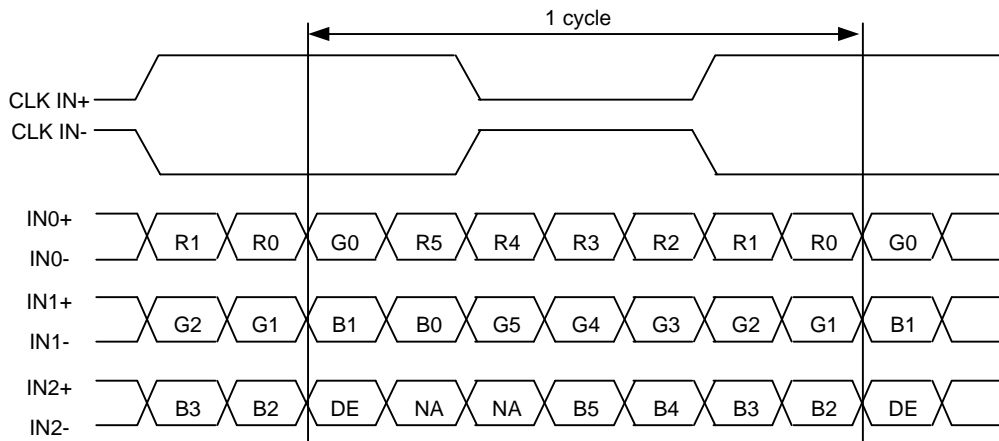 1 cycle
CLK IN+
CLK IN-
IN0+
R1 R0 G0 R5 R4 R3 R2 R1 R0 G0
IN0-
IN1+
G2 G1 B1 B0 G5 G4 G3 G2 G1 B1
IN1-
IN2+
B3 B2 DE NA NA B5 B4 B3 B2 DE
IN2-